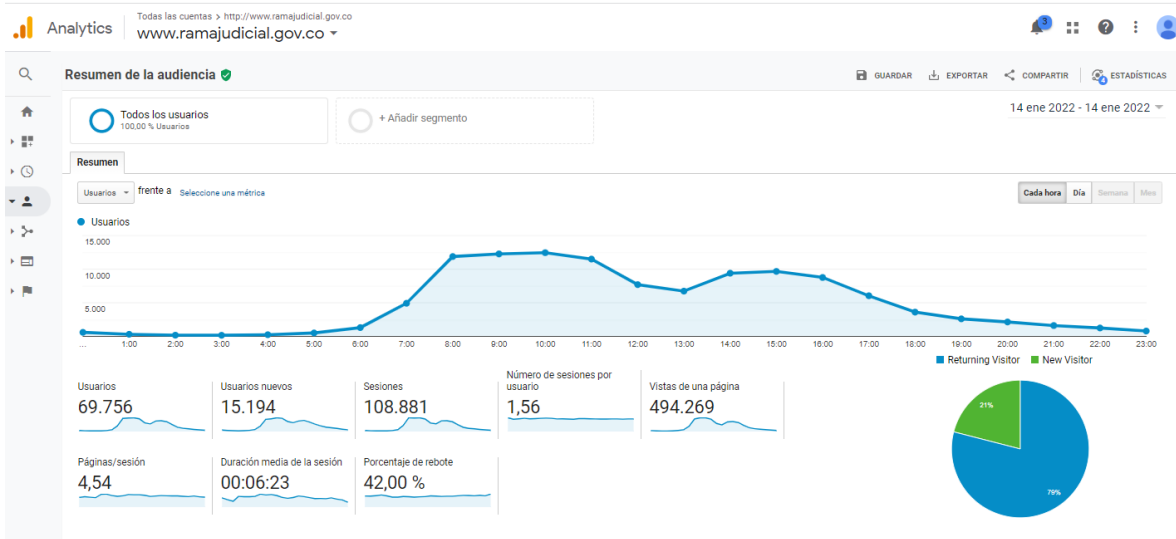 Analytics
Todas las cuentas > http://www.ramajudicial.gov.co
www.ramajudicial.gov.co
3
Resumen de la audiencia
GUARDAR
EXPORTAR
COMPARTIR
4
ESTADÍSTICAS
Todos los usuarios
100,00 % Usuarios
+ Añadir segmento
14 ene 2022 - 14 ene 2022
Resumen
Usuarios
frente a
Seleccione una métrica
Cada hora
Día
Semana
Mes
Usuarios
15.000
10.000
5.000
... 1:00 2:00 3:00 4:00 5:00 6:00 7:00 8:00 9:00 10:00 11:00 12:00 13:00 14:00 15:00 16:00 17:00 18:00 19:00 20:00 21:00 22:00 23:00
Returning Visitor
New Visitor
Usuarios
69.756
Usuarios nuevos
15.194
Sesiones
108.881
Número de sesiones por
usuario
1,56
Vistas de una página
494.269
Páginas/sesión
4,54
Duración media de la sesión
00:06:23
Porcentaje de rebote
42,00 %
21%
79%